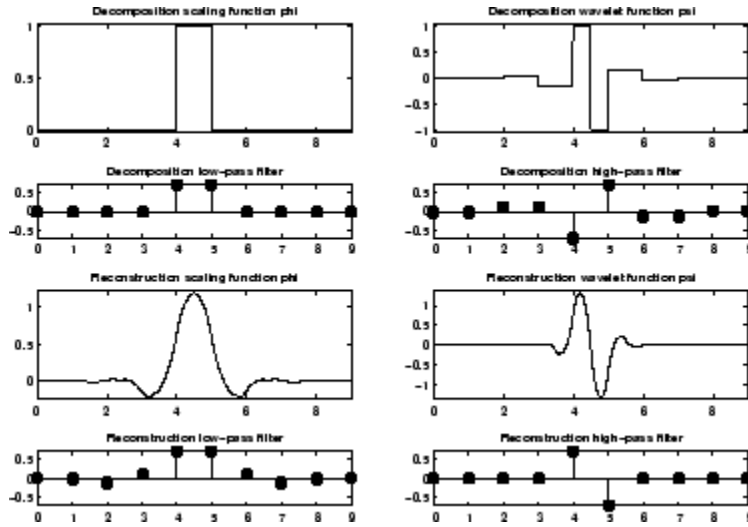 Decomposition scaling function phi
1
0.5
0
0 2 4 6 8
Decomposition wavelet function psi
1
0.5
0
−0.5
−1
0 2 4 6 8
Decomposition low−pass filter
0.5
0
−0.5
0 1 2 3 4 5 6 7 8 9
Decomposition high−pass filter
0.5
0
−0.5
0 1 2 3 4 5 6 7 8 9
Reconstruction scaling function phi
1
0.5
0
0 2 4 6 8
Reconstruction wavelet function psi
1
0.5
0
−0.5
−1
0 2 4 6 8
Reconstruction low−pass filter
0.5
0
−0.5
0 1 2 3 4 5 6 7 8 9
Reconstruction high−pass filter
0.5
0
−0.5
0 1 2 3 4 5 6 7 8 9